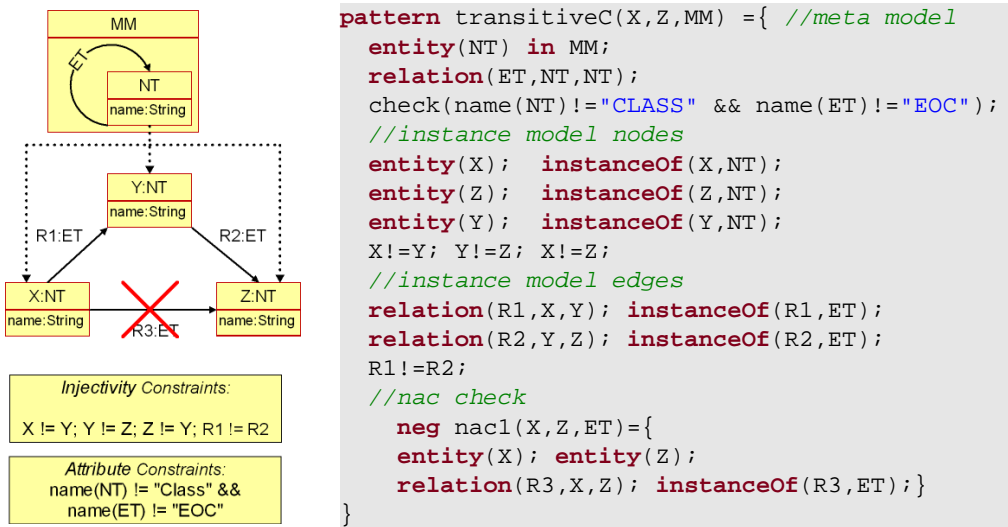 MM
ET
NT
name:String
Y:NT
name:String
R1:ET
R2:ET
X:NT
name:String
Z:NT
name:String
R3:ET
Injectivity Constraints:
X != Y; Y != Z; Z != Y; R1 != R2
Attribute Constraints:
name(NT) != "Class" &&
name(ET) != "EOC"
pattern transitiveC(X,Z,MM) ={ //meta model
entity(NT) in MM;
relation(ET,NT,NT);
check(name(NT)!="CLASS" && name(ET)!="EOC");
//instance model nodes
entity(X); instanceOf(X,NT);
entity(Z); instanceOf(Z,NT);
entity(Y); instanceOf(Y,NT);
X!=Y; Y!=Z; X!=Z;
//instance model edges
relation(R1,X,Y); instanceOf(R1,ET);
relation(R2,Y,Z); instanceOf(R2,ET);
R1!=R2;
//nac check
neg nac1(X,Z,ET)={
entity(X); entity(Z);
relation(R3,X,Z); instanceOf(R3,ET);}
}